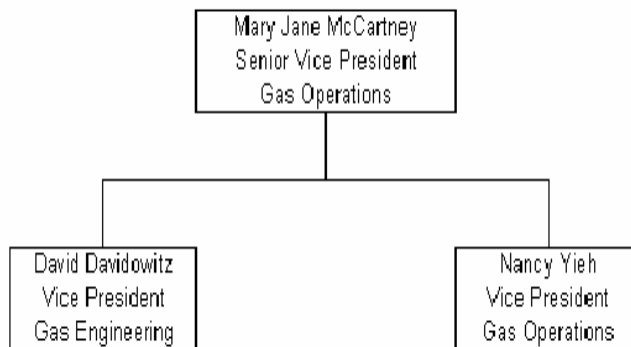 Mary Jane McCartney
Senior Vice President
Gas Operations
David Davidowitz
Vice President
Gas Engineering
Nancy Yieh
Vice President
Gas Operations